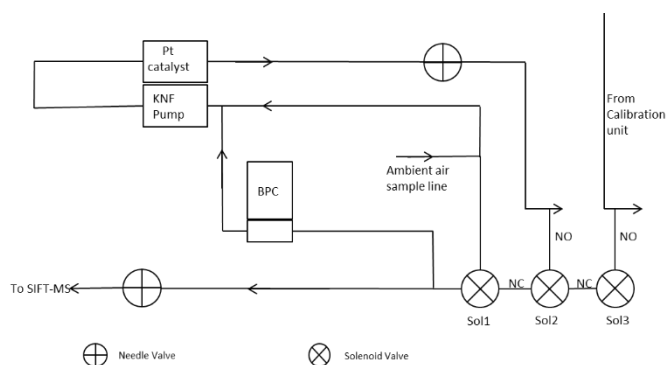 Pt
catalyst
KNF
Pump
From
Calibration
unit
Ambient air
sample line
BPC
NO
NO
To SIFT-MS
NC
NC
Sol1
Sol2
Sol3
Needle Valve
Solenoid Valve